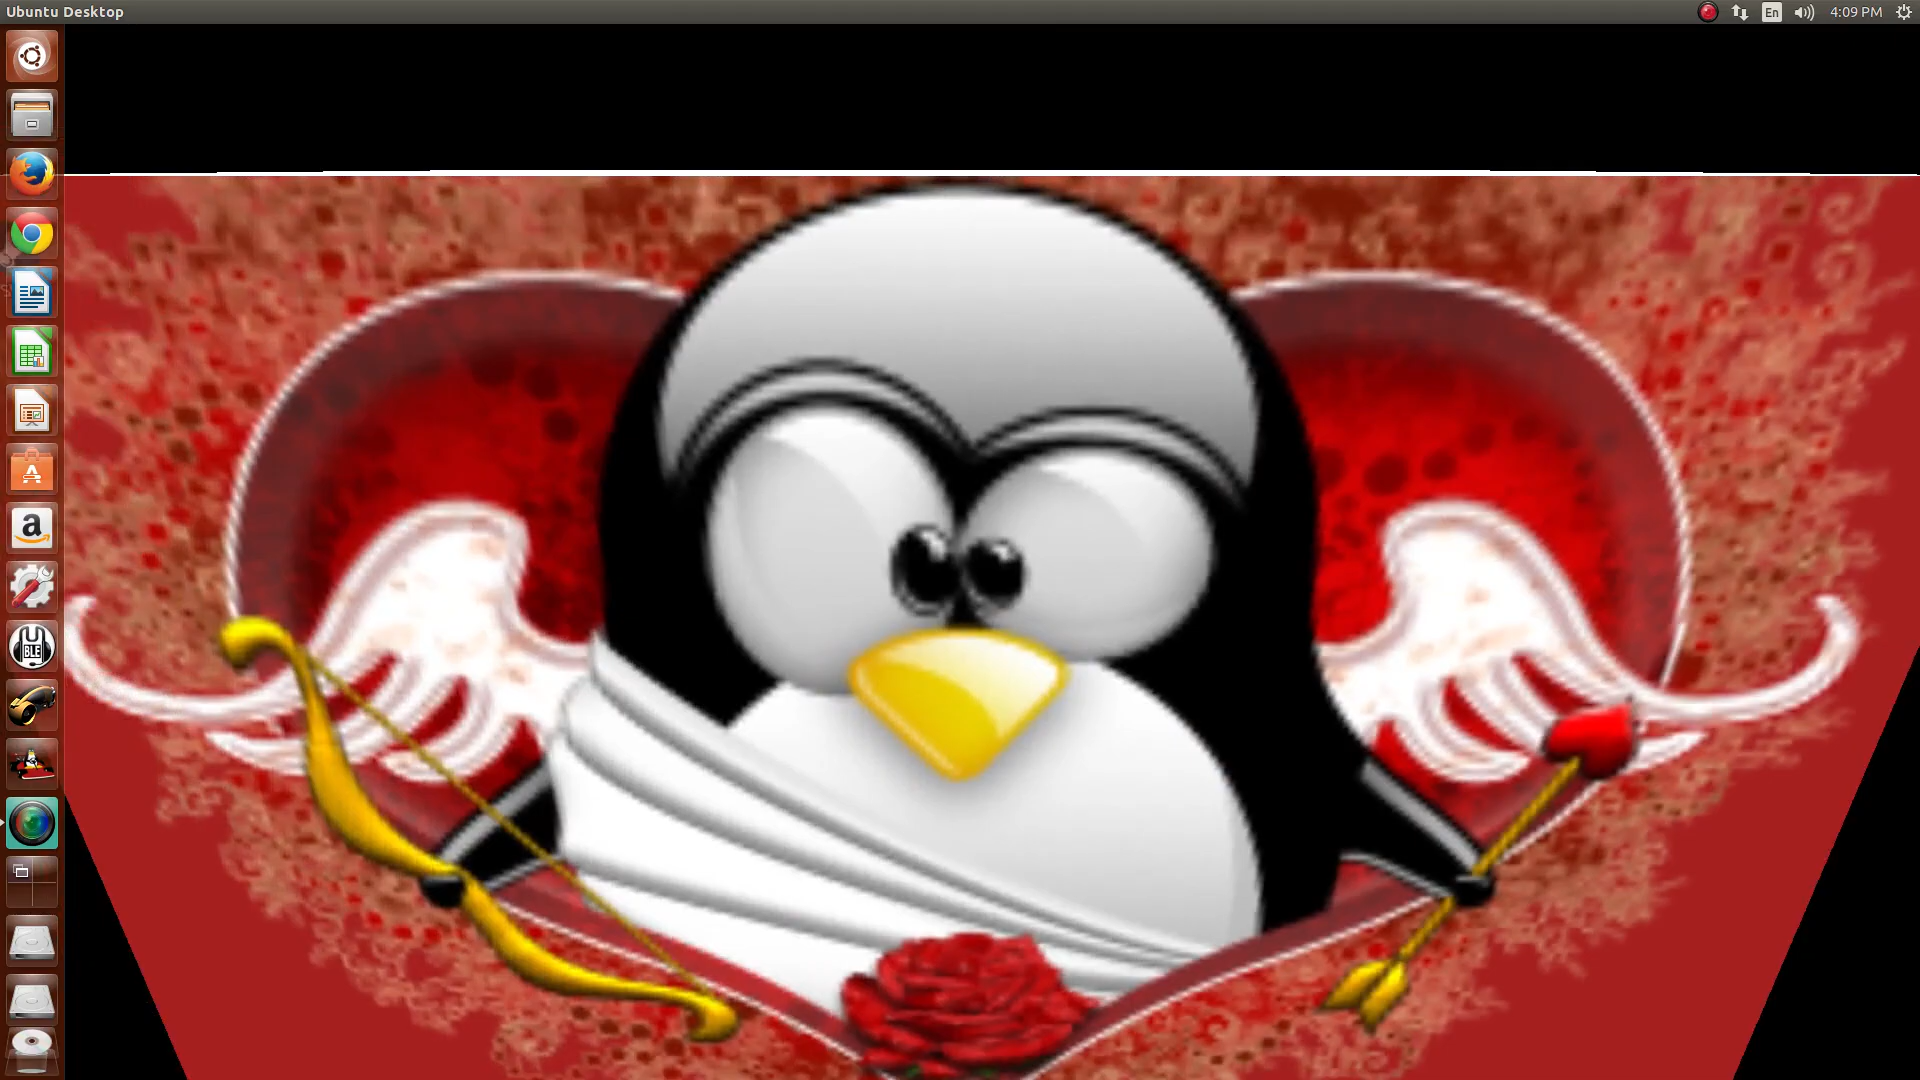 Ubuntu Desktop
En
4:09 PM
A
a
BLE